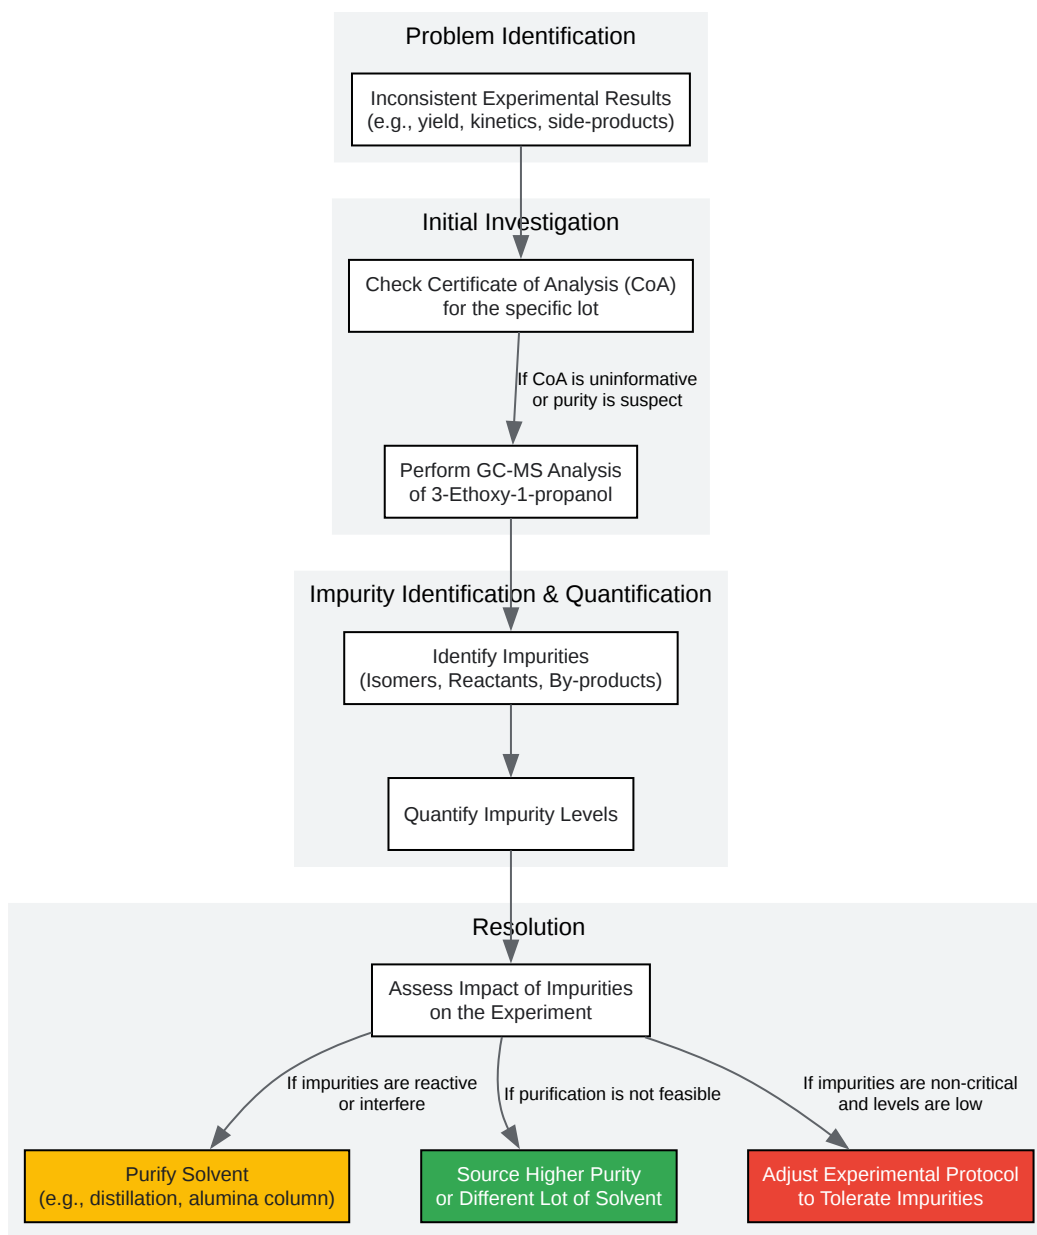 Problem Identification
Inconsistent Experimental Results
(e.g., yield, kinetics, side-products)
Initial Investigation
Check Certificate of Analysis (CoA)
for the specific lot
If CoA is uninformative
or purity is suspect
Perform GC-MS Analysis
of 3-Ethoxy-1-propanol
Impurity Identification & Quantification
Identify Impurities
(Isomers, Reactants, By-products)
Quantify Impurity Levels
Resolution
Assess Impact of Impurities
on the Experiment
If impurities are reactive
or interfere
If purification is not feasible
If impurities are non-critical
and levels are low
Purify Solvent
(e.g., distillation, alumina column)
Source Higher Purity
or Different Lot of Solvent
Adjust Experimental Protocol
to Tolerate Impurities